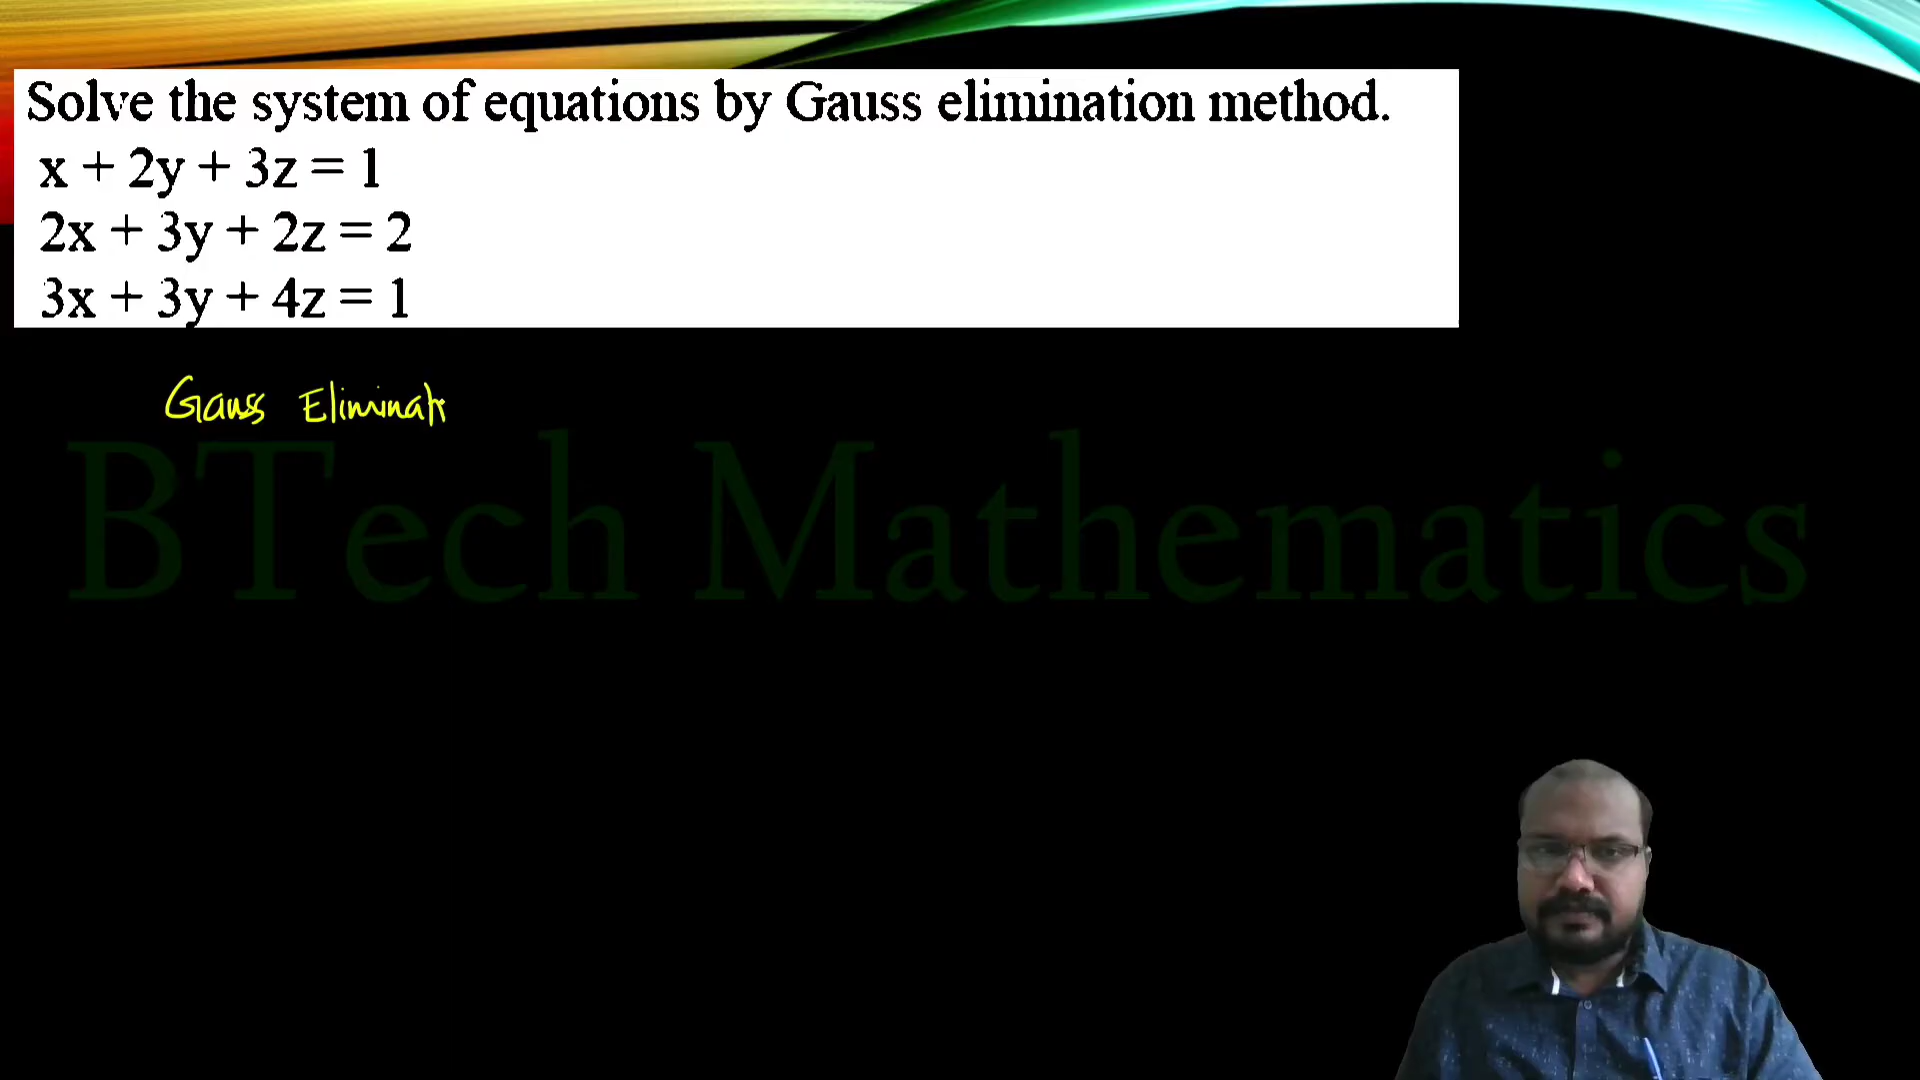 Solve the system of equations by Gauss elimination method.
x + 2y + 3z = 1
2x + 3y + 2z = 2
3x + 3y + 4z = 1
Gauss Eliminati
BTech Mathematics